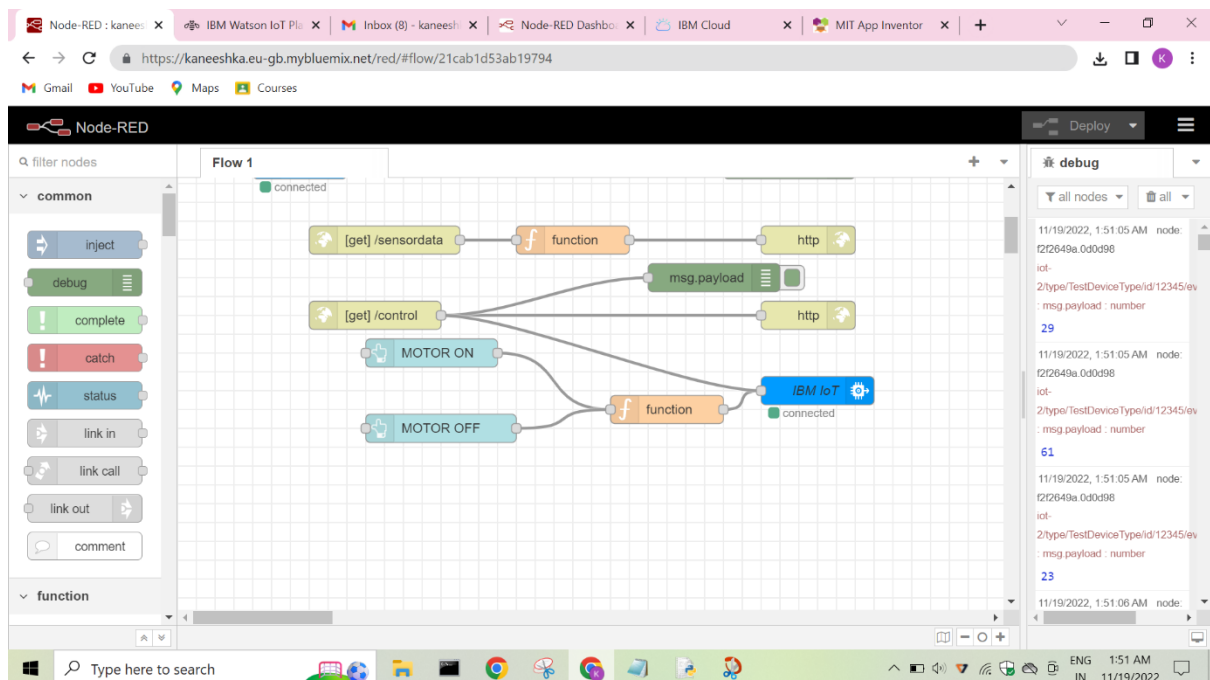 Node-RED : kanees
IBM Watson IoT Pla
Inbox (8) - kaneesh
Node-RED Dashbo
IBM Cloud
MIT App Inventor
https://kaneeshka.eu-gb.mybluemix.net/red/#flow/21cab1d53ab19794
K
Gmail
YouTube
Maps
Courses
Node-RED
Deploy
filter nodes
Flow 1
debug
common
connected
all nodes
all
inject
[get] /sensordata
f
function
http
debug
msg.payload
complete
[get] /control
http
catch
MOTOR ON
status
IBM IoT
connected
link in
MOTOR OFF
f
function
link call
link out
comment
function
11/19/2022, 1:51:05 AM node:
f2f2649a.0d0d98
iot-
2/type/TestDeviceType/id/12345/ev
: msg.payload : number
29
11/19/2022, 1:51:05 AM node:
f2f2649a.0d0d98
iot-
2/type/TestDeviceType/id/12345/ev
: msg.payload : number
61
11/19/2022, 1:51:05 AM node:
f2f2649a.0d0d98
iot-
2/type/TestDeviceType/id/12345/ev
: msg.payload : number
23
11/19/2022, 1:51:06 AM node:
Type here to search
ENG
IN
1:51 AM
11/19/2022